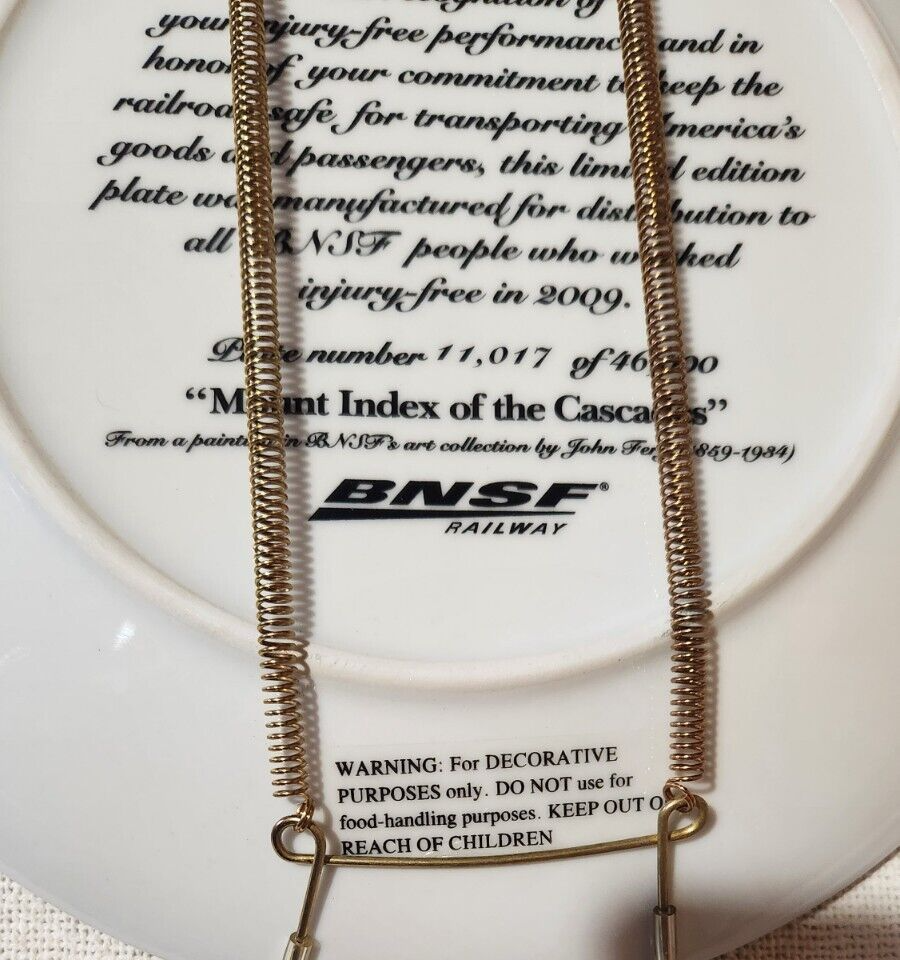 of
your injury-free performance and in
honor of your commitment to keep the
railroad safe for transporting America's
goods and passengers, this limited edition
plate was manufactured for distribution to
all BNSF people who worked
injury-free in 2009.
Plate number 11,017 of
"Mount Index of the Cascades"
From a painting in BNSF's art collection by John (1859-1934)
BNSF®
RAILWAY
WARNING: For DECORATIVE
PURPOSES only. DO NOT use for
food-handling purposes. KEEP OUT OF
REACH OF CHILDREN